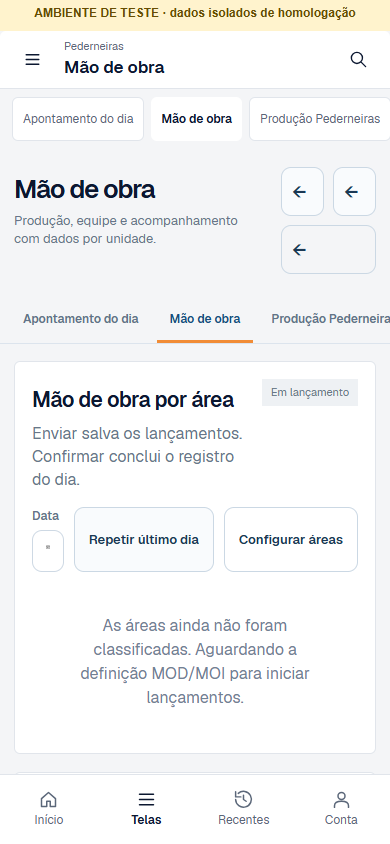 AMBIENTE DE TESTE · dados isolados de homologação
Pederneiras
Mão de obra
Apontamento do dia
Mão de obra
Produção Pederneiras
Mão de obra
Produção, equipe e acompanhamento
com dados por unidade.
Apontamento do dia
Mão de obra
Produção Pederneira
Mão de obra por área
Em lançamento
Enviar salva os lançamentos.
Confirmar conclui o registro
do dia.
Data
Repetir último dia
Configurar áreas
As áreas ainda não foram
classificadas. Aguardando a
definição MOD/MOI para iniciar
lançamentos.
Início
Telas
Recentes
Conta